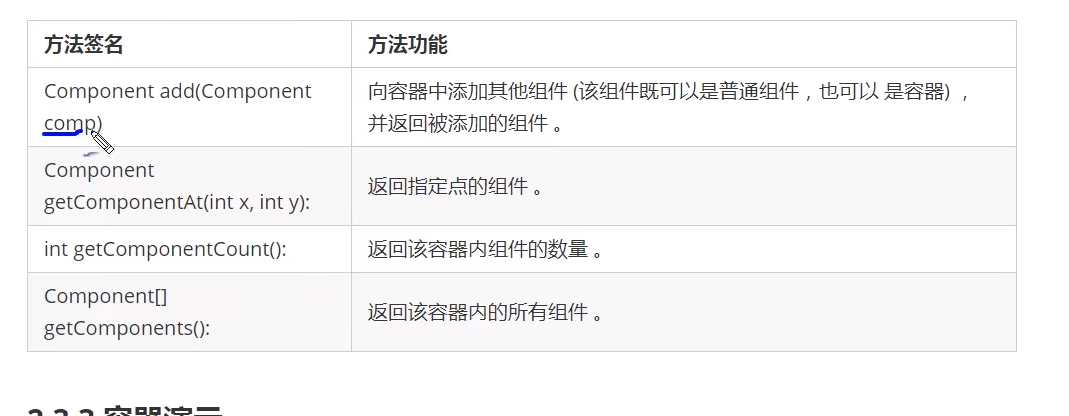 方法签名
方法功能
Component add(Component
comp)
向容器中添加其他组件 (该组件既可以是普通组件，也可以 是容器) ，
并返回被添加的组件 。
Component
getComponentAt(int x, int y):
返回指定点的组件 。
int getComponentCount():
返回该容器内组件的数量 。
Component[]
getComponents():
返回该容器内的所有组件 。